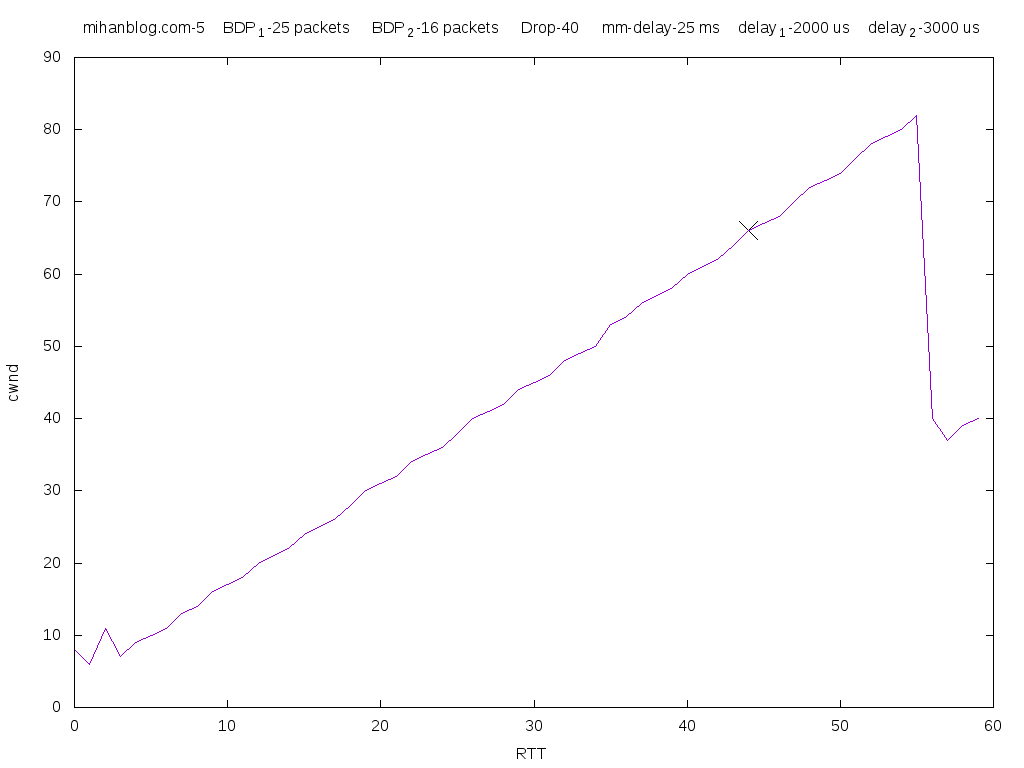 mihanblog.com-5 BDP1-25 packets BDP2-16 packets Drop-40 mm-delay-25 ms delay1-2000 us delay2-3000 us
90
80
70
60
50
40
30
20
10
0
cwnd
0 10 20 30 40 50 60
RTT